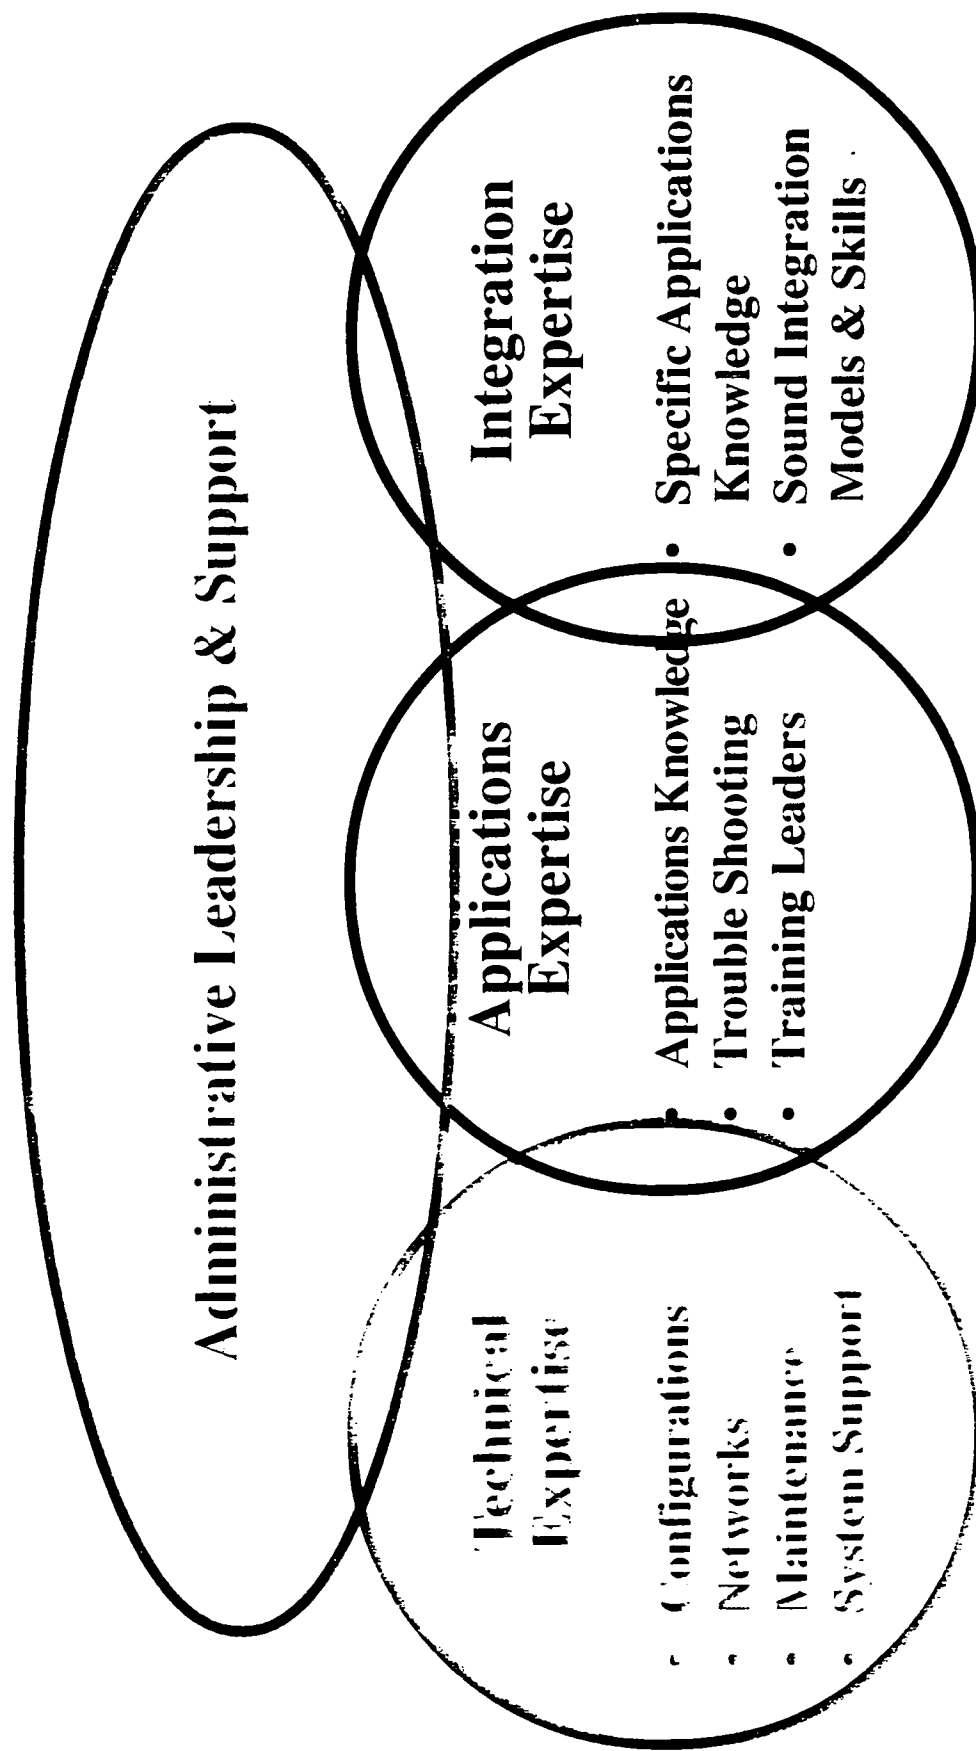 Administrative Leadership & Support
Technical
Expertise
• Configurations
• Networks
• Maintenance
• System Support
Applications
Expertise
• Applications Knowledge
• Trouble Shooting
• Training Leaders
Integration
Expertise
• Specific Applications
Knowledge
• Sound Integration
Models & Skills